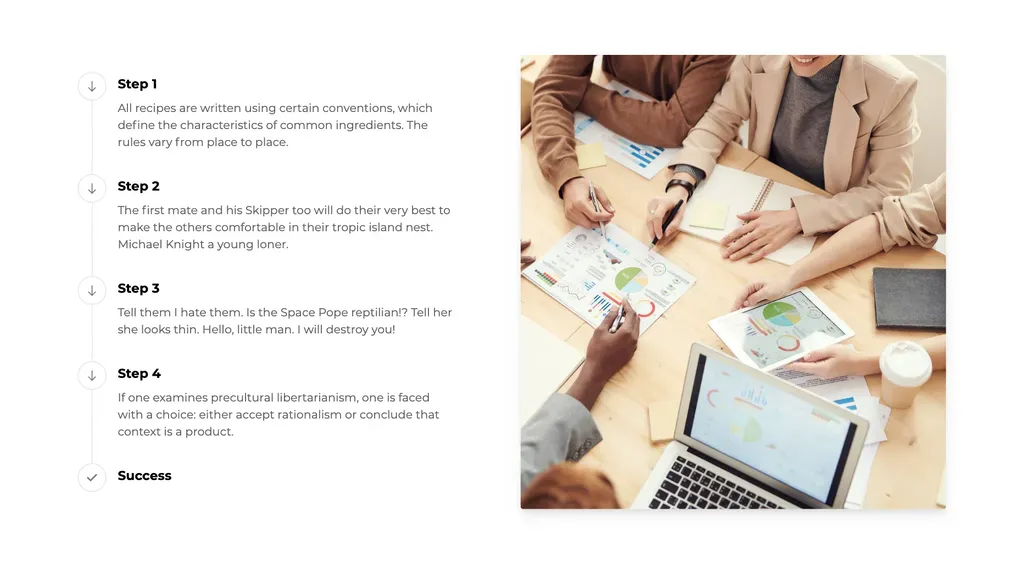 Step 1
All recipes are written using certain conventions, which
define the characteristics of common ingredients. The
rules vary from place to place.
Step 2
The first mate and his Skipper too will do their very best to
make the others comfortable in their tropic island nest.
Michael Knight a young loner.
Step 3
Tell them I hate them. Is the Space Pope reptilian!? Tell her
she looks thin. Hello, little man. I will destroy you!
Step 4
If one examines precultural libertarianism, one is faced
with a choice: either accept rationalism or conclude that
context is a product.
Success